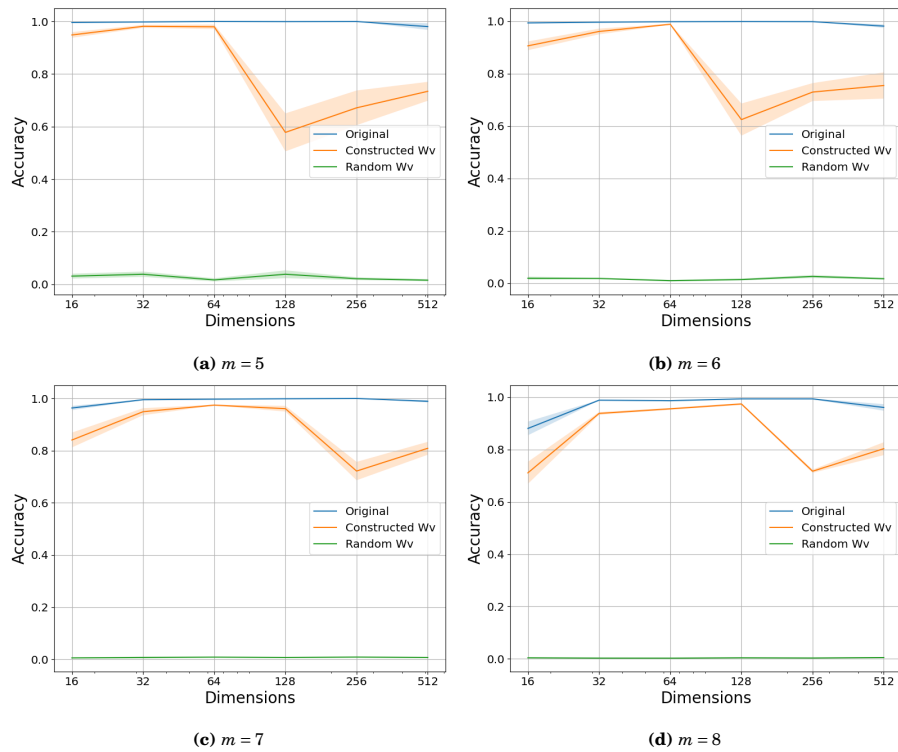 1.0
0.8
0.6
0.4
0.2
0.0
Accuracy
Original
Constructed Wv
Random Wv
16 32 64 128 256 512
Dimensions
(a) m = 5
1.0
0.8
0.6
0.4
0.2
0.0
Accuracy
Original
Constructed Wv
Random Wv
16 32 64 128 256 512
Dimensions
(b) m = 6
1.0
0.8
0.6
0.4
0.2
0.0
Accuracy
Original
Constructed Wv
Random Wv
16 32 64 128 256 512
Dimensions
(c) m = 7
1.0
0.8
0.6
0.4
0.2
0.0
Accuracy
Original
Constructed Wv
Random Wv
16 32 64 128 256 512
Dimensions
(d) m = 8